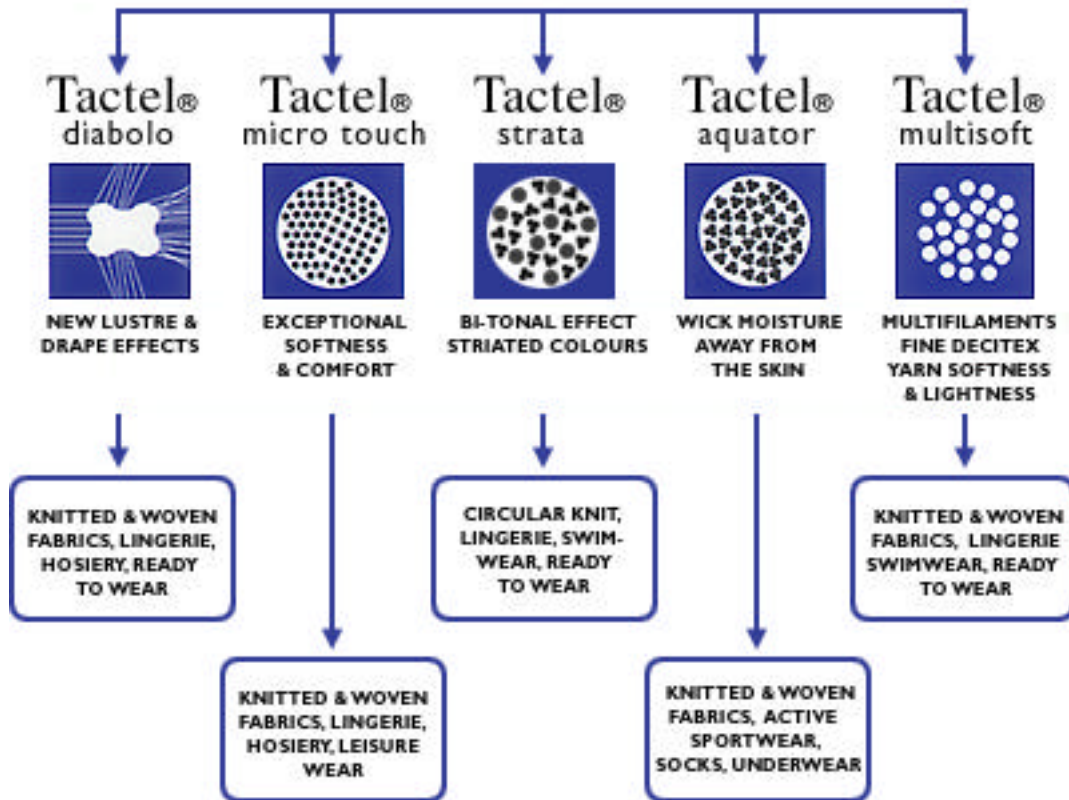 Tactel®
diabolo
Tactel®
micro touch
Tactel®
strata
Tactel®
aquator
Tactel®
multisoft
NEW LUSTRE &
DRAPE EFFECTS
EXCEPTIONAL
SOFTNESS
& COMFORT
BI-TONAL EFFECT
STRIATED COLOURS
WICK MOISTURE
AWAY FROM
THE SKIN
MULTIFILAMENTS
FINE DECITEX
YARN SOFTNESS
& LIGHTNESS
KNITTED & WOVEN
FABRICS, LINGERIE,
HOSIERY, READY
TO WEAR
CIRCULAR KNIT,
LINGERIE, SWIM-
WEAR, READY
TO WEAR
KNITTED & WOVEN
FABRICS, LINGERIE
SWIMWEAR, READY
TO WEAR
KNITTED & WOVEN
FABRICS, LINGERIE,
HOSIERY, LEISURE
WEAR
KNITTED & WOVEN
FABRICS, ACTIVE
SPORTWEAR,
SOCKS, UNDERWEAR